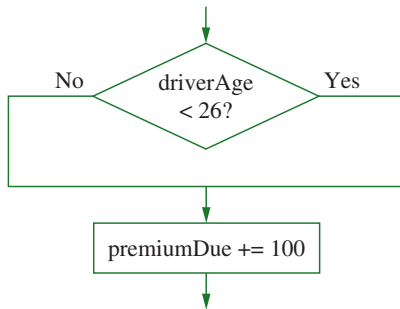 No
driverAge
< 26?
Yes
premiumDue += 100